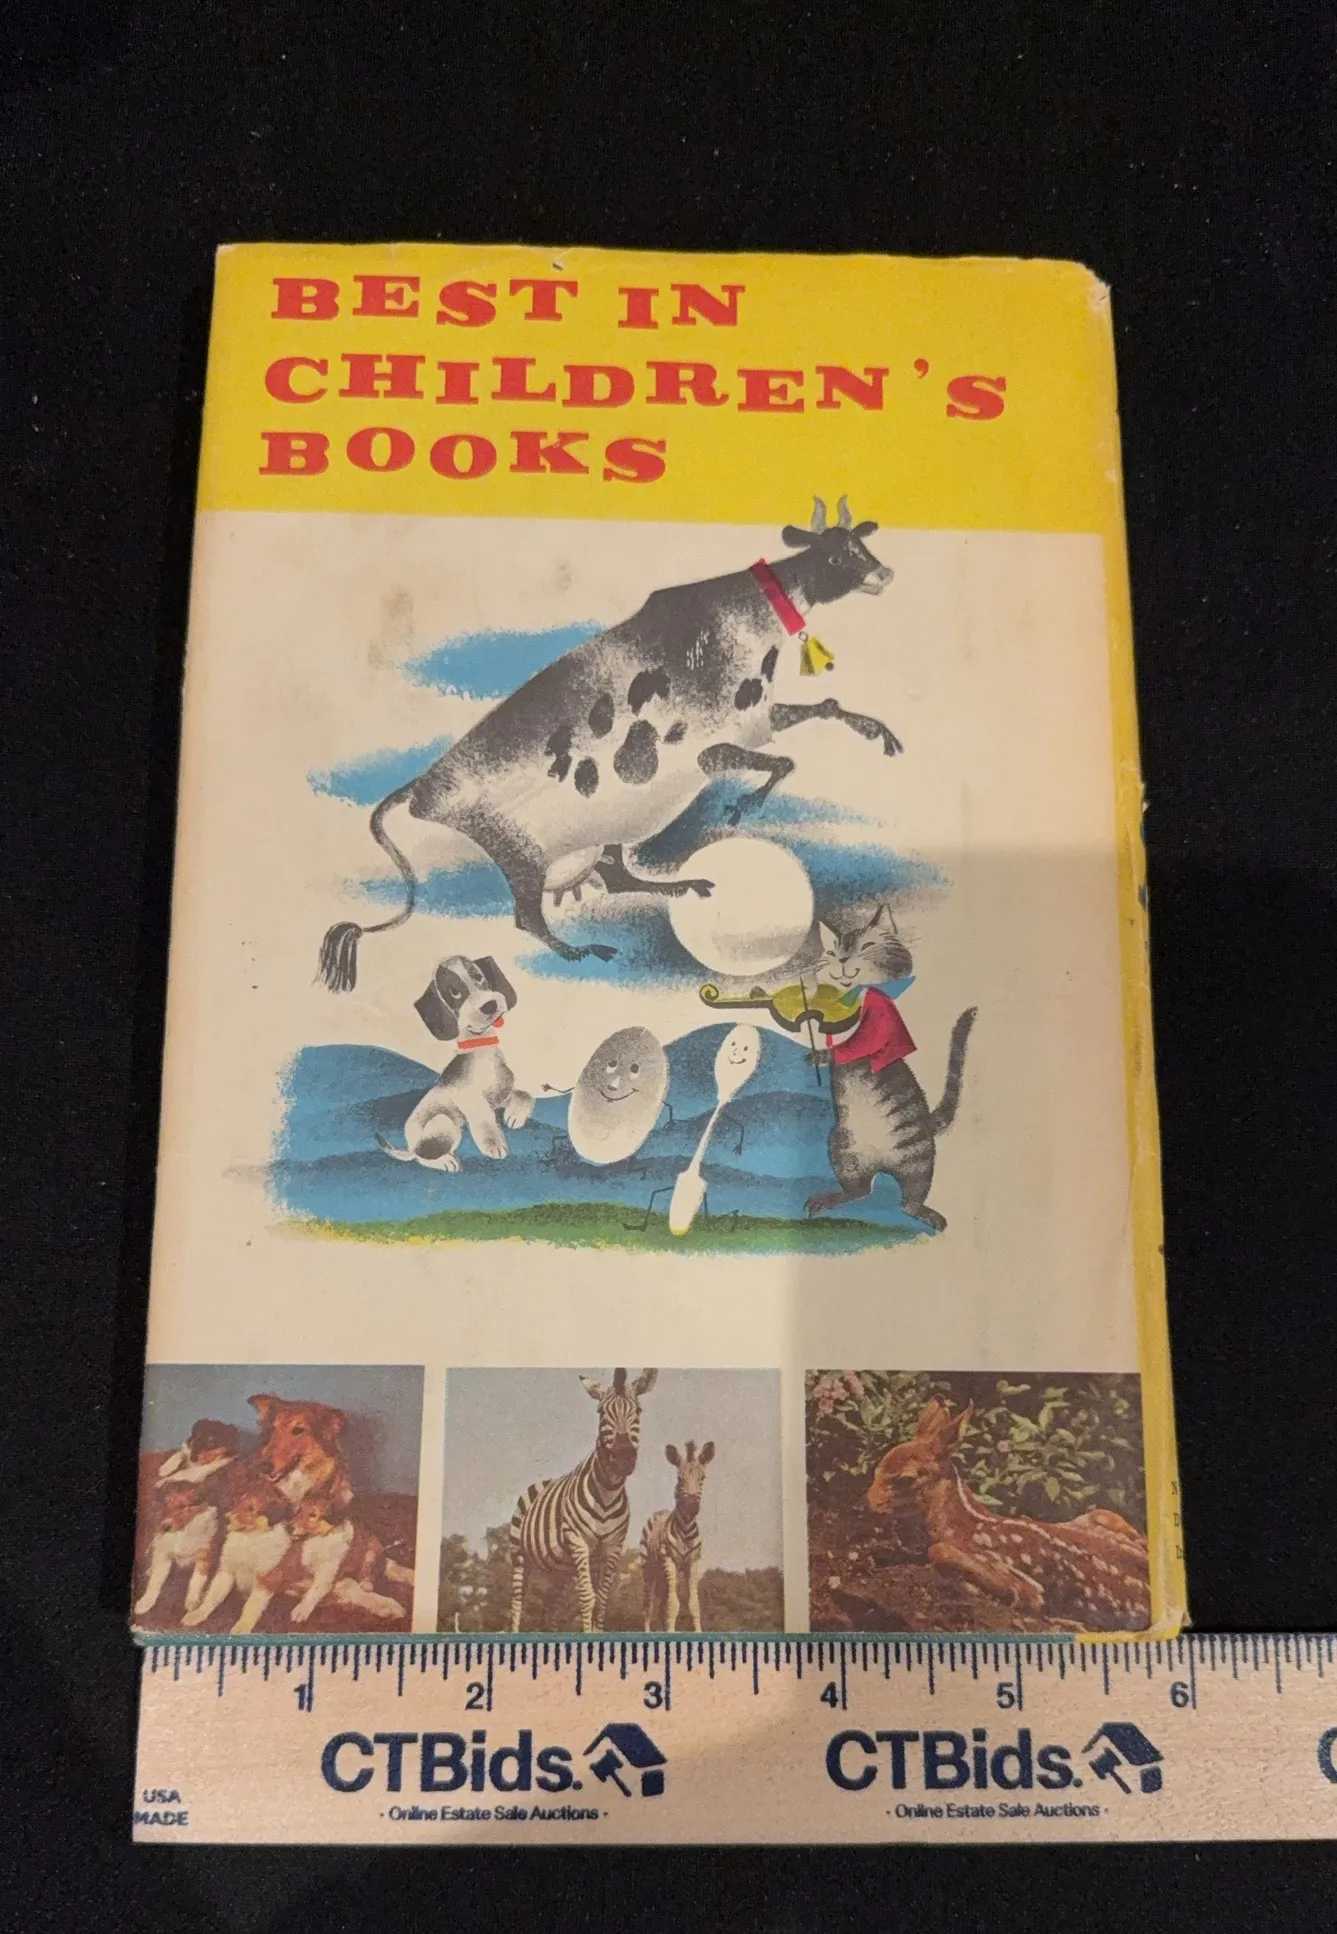 BEST IN
CHILDREN'S
BOOKS
1 2 3 4 5 6
CTBids. CTBids.
- Online Estate Sale Auctions - - Online Estate Sale Auctions -
USA
MADE